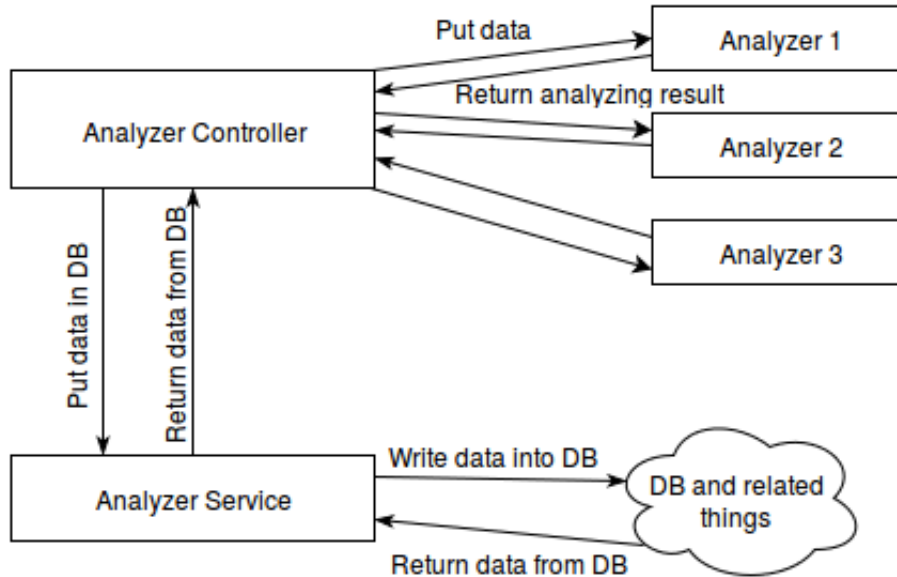 Put data
Analyzer 1
Return analyzing result
Analyzer Controller
Analyzer 2
Analyzer 3
Put data in DB
Return data from DB
Write data into DB
Analyzer Service
DB and related
things
Return data from DB